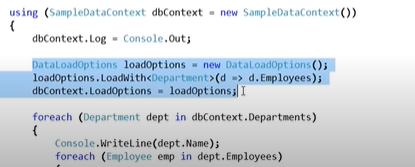 using (SampleDataContext dbContext = new SampleDataContext())
{
dbContext.Log = Console.Out;
DataLoadOptions loadOptions = new DataLoadOptions();
loadOptions.LoadWith<Department>(d => d.Employees);
dbContext.LoadOptions = loadOptions;
foreach (Department dept in dbContext.Departments)
{
Console.WriteLine(dept.Name);
foreach (Employee emp in dept.Employees)